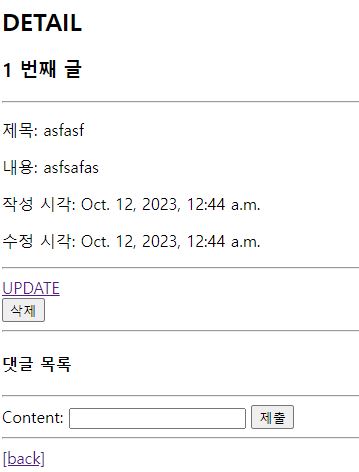 DETAIL
1 번째 글
제목: asfasf
내용: asfsafas
작성 시각: Oct. 12, 2023, 12:44 a.m.
수정 시각: Oct. 12, 2023, 12:44 a.m.
UPDATE
삭제
댓글 목록
Content: 제출
[back]